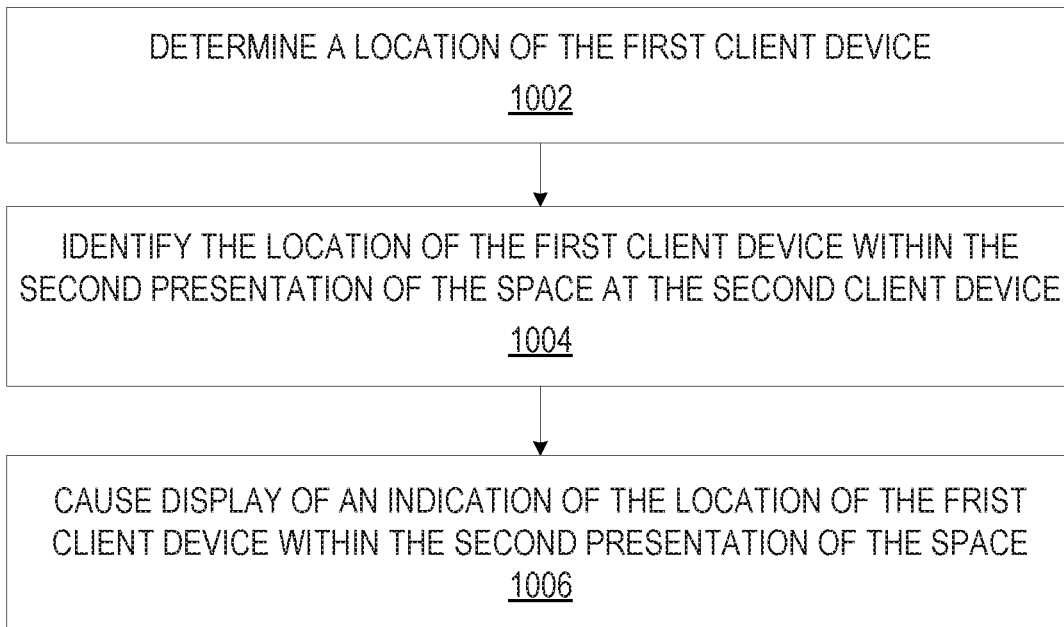 DETERMINE A LOCATION OF THE FIRST CLIENT DEVICE
1002
IDENTIFY THE LOCATION OF THE FIRST CLIENT DEVICE WITHIN THE
SECOND PRESENTATION OF THE SPACE AT THE SECOND CLIENT DEVICE
1004
CAUSE DISPLAY OF AN INDICATION OF THE LOCATION OF THE FRIST
CLIENT DEVICE WITHIN THE SECOND PRESENTATION OF THE SPACE
1006